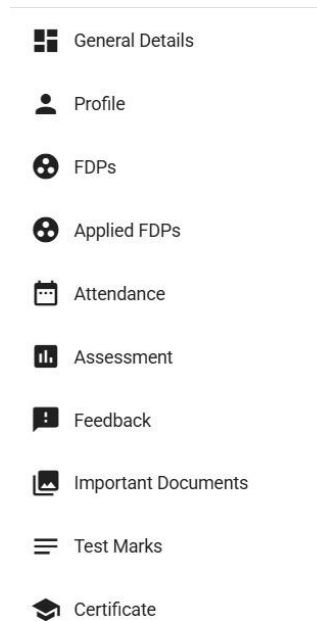 General Details
Profile
FDPs
Applied FDPs
Attendance
Assessment
Feedback
Important Documents
Test Marks
Certificate